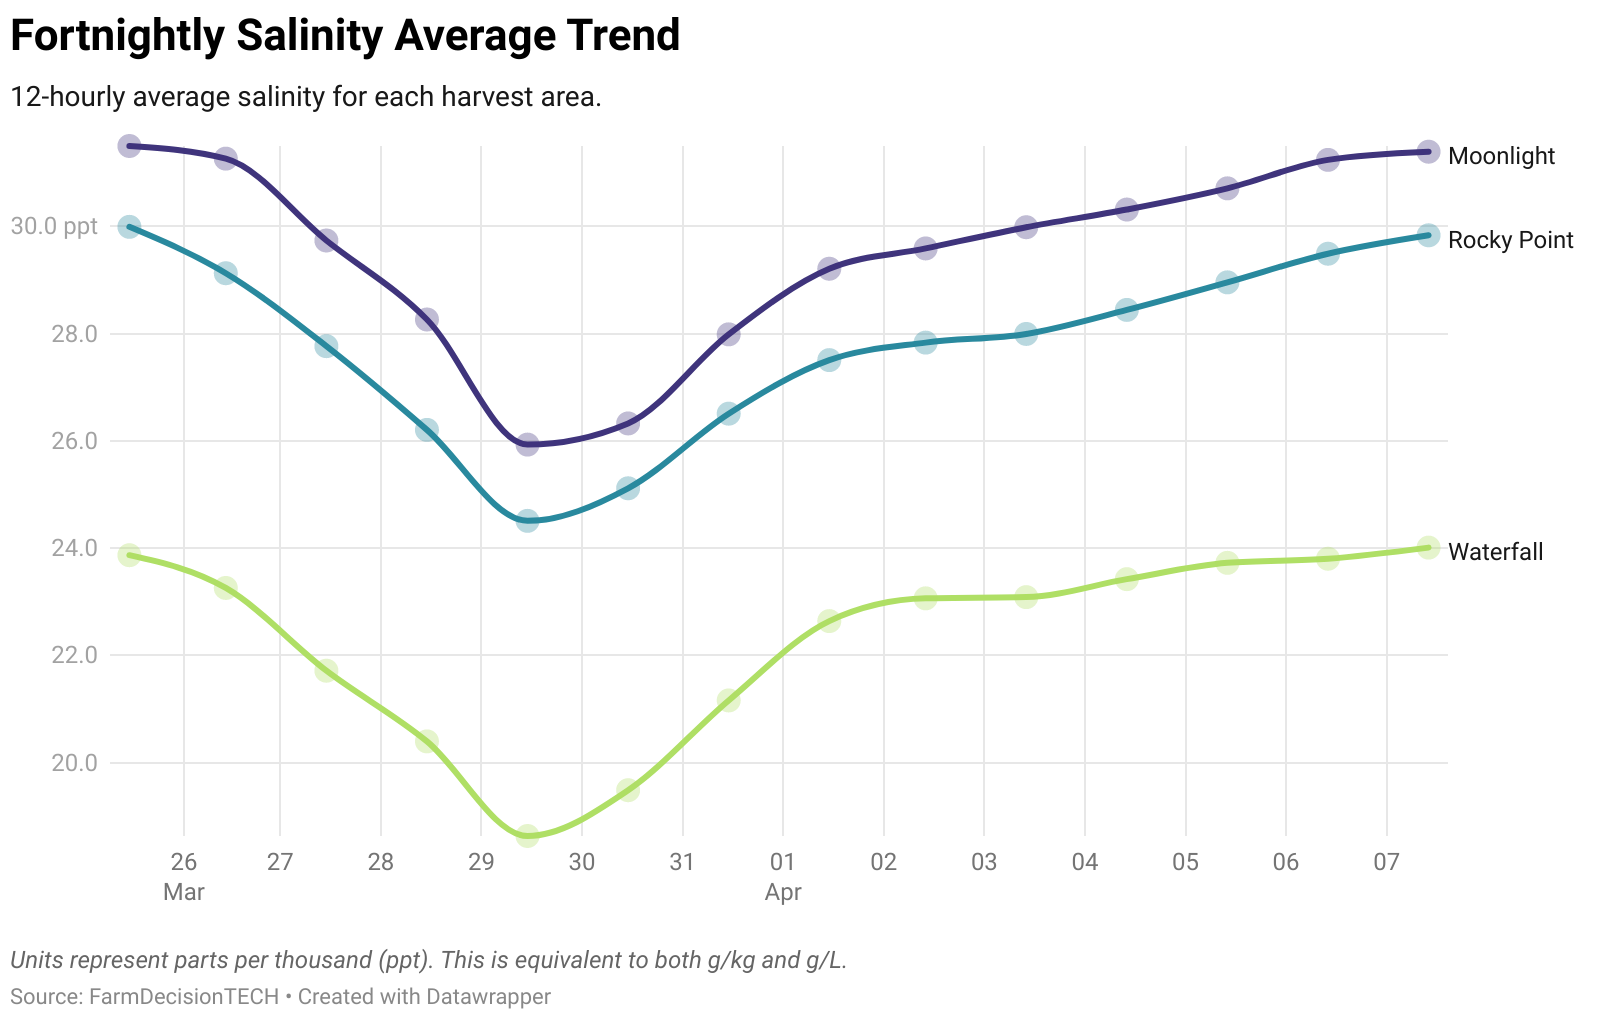 Fortnightly Salinity Average Trend
12-hourly average salinity for each harvest area.
Moonlight
30.0 ppt
Rocky Point
28.0
26.0
24.0
Waterfall
22.0
20.0
26 27 28 29 30 31 01 02 03 04 05 06 07
Mar Apr
Units represent parts per thousand (ppt). This is equivalent to both g/kg and g/L.
Source: FarmDecisionTECH • Created with Datawrapper